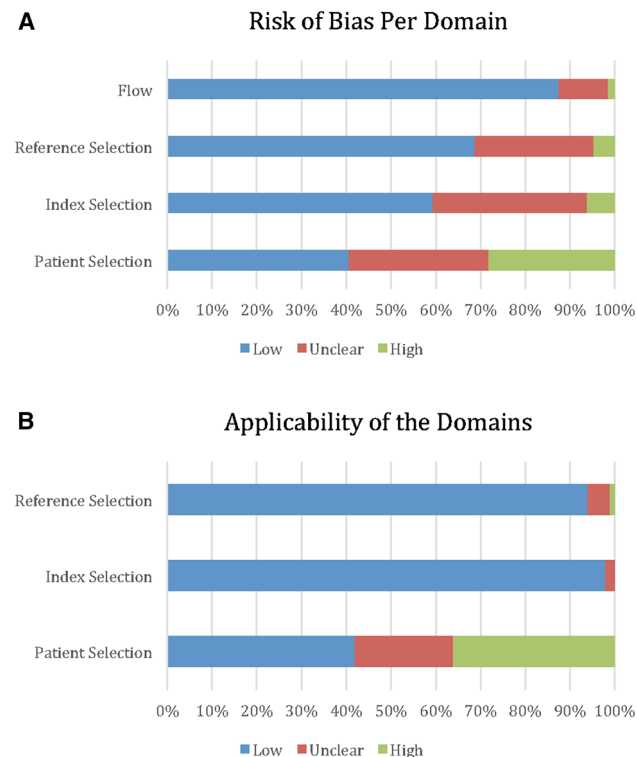 A
Risk of Bias Per Domain
Flow
Reference Selection
Index Selection
Patient Selection
0% 10% 20% 30% 40% 50% 60% 70% 80% 90% 100%
Low Unclear High
B
Applicability of the Domains
Reference Selection
Index Selection
Patient Selection
0% 10% 20% 30% 40% 50% 60% 70% 80% 90% 100%
Low Unclear High